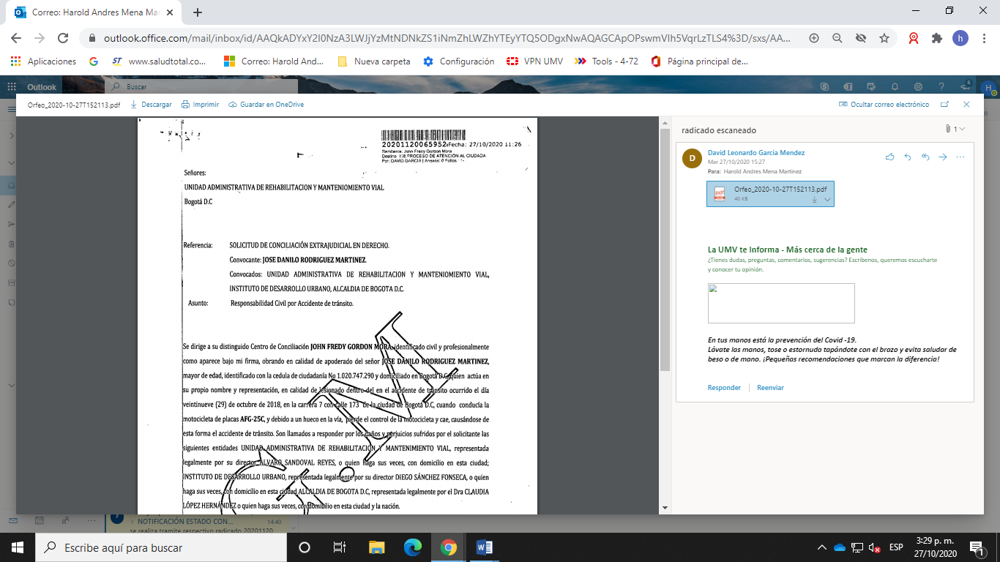 Correo: Harold Andres Mena Mar
outlook.office.com/mail/inbox/id/AAQkADYxY2I0NzA3LWJjYzMtNDNkZS1iNmZhLWZhYTEyYTQ5ODgxNwAQAGCApOPswmVIh5VqrLzTLS4%3D/sxs/AA...
h
Aplicaciones
www.saludtotal.co...
Correo: Harold And...
Nueva carpeta
Configuración
VPN UMV
Tools - 4-72
Página principal de...
Outlook
Buscar
Orfeo_2020-10-27T152113.pdf
Descargar
Imprimir
Guardar en OneDrive
Ocultar correo electrónico
20201120065952 Fecha: 27/10/2020 11:26
Remitente: John Fredy Gordon Mora
Destino: 118 PROCESO DE ATENCIÓN AL CIUDADA
Por: DAVID.GARCIA | Anexos: 0 Folios:
Señores:
UNIDAD ADMINISTRATIVA DE REHABILITACION Y MANTENIOMIENTO VIAL
Bogotá D.C
Referencia: SOLICITUD DE CONCILIACIÓN EXTRAJUDICIAL EN DERECHO.
Convocante: JOSE DANILO RODRIGUEZ MARTINEZ.
Convocados: UNIDAD ADMINISTRATIVA DE REHABILITACION Y MANTENIOMIENTO VIAL,
INSTITUTO DE DESARROLLO URBANO, ALCALDIA DE BOGOTA D.C.
Asunto: Responsabilidad Civil por Accidente de tránsito.
Se dirige a su distinguido Centro de Conciliación JOHN FREDY GORDON MORA, identificado civil y profesionalmente
como aparece bajo mi firma, obrando en calidad de apoderado del señor JOSE DANILO RODRIGUEZ MARTINEZ,
mayor de edad, identificado con la cedula de ciudadanía No 1.020.747.290 y domiciliado en Bogotá D.C, quien actúa en
su propio nombre y representación, en calidad de lesionado dentro del en el accidente de tránsito ocurrido el día
veintinueve (29) de octubre de 2018, en la carrera 7 con calle 173 de la ciudad de Bogotá D.C, cuando conducía la
motocicleta de placas AFG-25C, y debido a un hueco en la vía, pierde el control de la motocicleta y cae, causándose de
esta forma el accidente de tránsito. Son llamados a responder por los daños y perjuicios sufridos por el solicitante las
siguientes entidades UNIDAD ADMINISTRATIVA DE REHABILITACION Y MANTENIMIENTO VIAL, representada
legalmente por su director ALVARO SANDOVAL REYES, o quien haga sus veces, con domicilio en esta ciudad;
INSTITUTO DE DESARROLLO URBANO, representada legalmente por su director DIEGO SÁNCHEZ FONSECA, o quien
haga sus veces, con domicilio en esta ciudad ALCALDIA DE BOGOTA D.C, representada legalmente por el Dra CLAUDIA
LÓPEZ HERNÁNDEZ o quien haga sus veces, con domibilio en esta ciudad y la nación.
radicado escaneado
1
D
David Leonardo Garcia Mendez
Mar 27/10/2020 15:27
Para: Harold Andres Mena Martinez
Orfeo_2020-10-27T152113.pdf
40 KB
La UMV te Informa - Más cerca de la gente
¿Tienes dudas, preguntas, comentarios, sugerencias? Escríbenos, queremos escucharte
y conocer tu opinión.
En tus manos está la prevención del Covid -19.
Lávate las manos, tose o estornuda tapándote con el brazo y evita saludar de
beso o de mano. ¡Pequeñas recomendaciones que marcan la diferencia!
Responder
Reenviar
NOTIFICACIÓN ESTADO CON...
14:40
se realiza tramite respectivo radicado 20201120
Escribe aquí para buscar
ESP
3:29 p. m.
27/10/2020
1